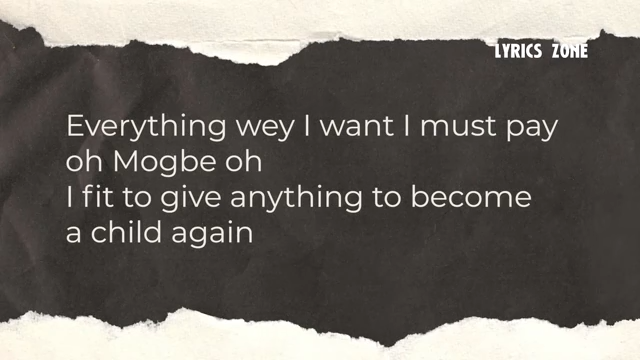 LYRICS ZONE
Everything wey I want I must pay
oh Mogbe oh
I fit to give anything to become
a child again